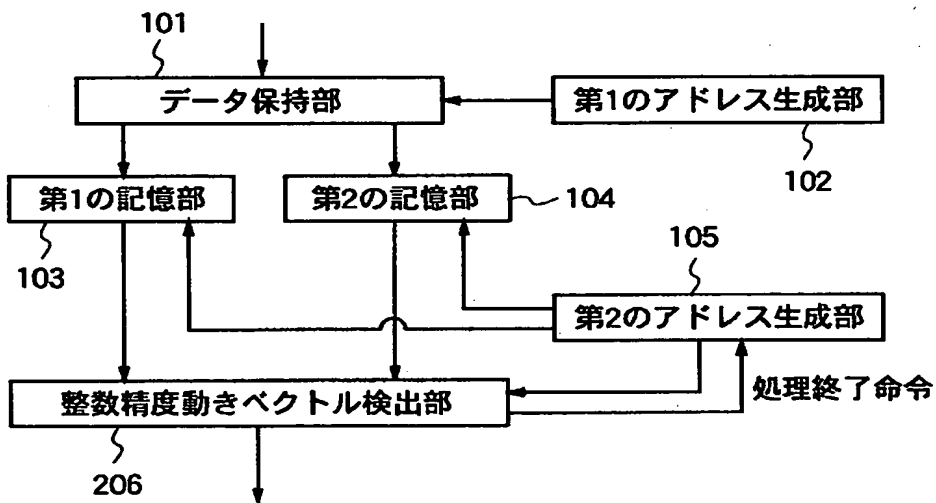 101
データ保持部
第1のアドレス生成部
102
第1の記憶部
第2の記憶部
104
103
105
第2のアドレス生成部
整数精度動きベクトル検出部
処理終了命令
206